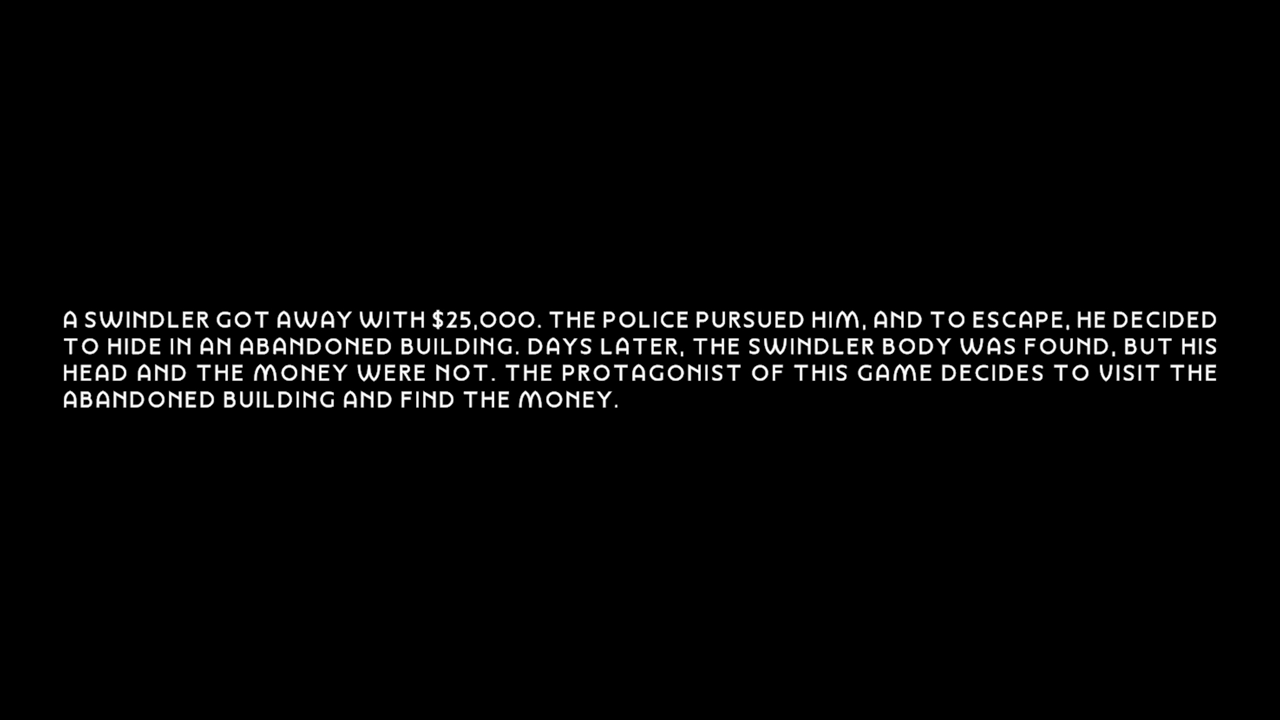 A SWINDLER GOT AWAY WITH $25,000. THE POLICE PURSUED HIM, AND TO ESCAPE, HE DECIDED
TO HIDE IN AN ABANDONED BUILDING. DAYS LATER, THE SWINDLER BODY WAS FOUND, BUT HIS
HEAD AND THE MONEY WERE NOT. THE PROTAGONIST OF THIS GAME DECIDES TO VISIT THE
ABANDONED BUILDING AND FIND THE MONEY.